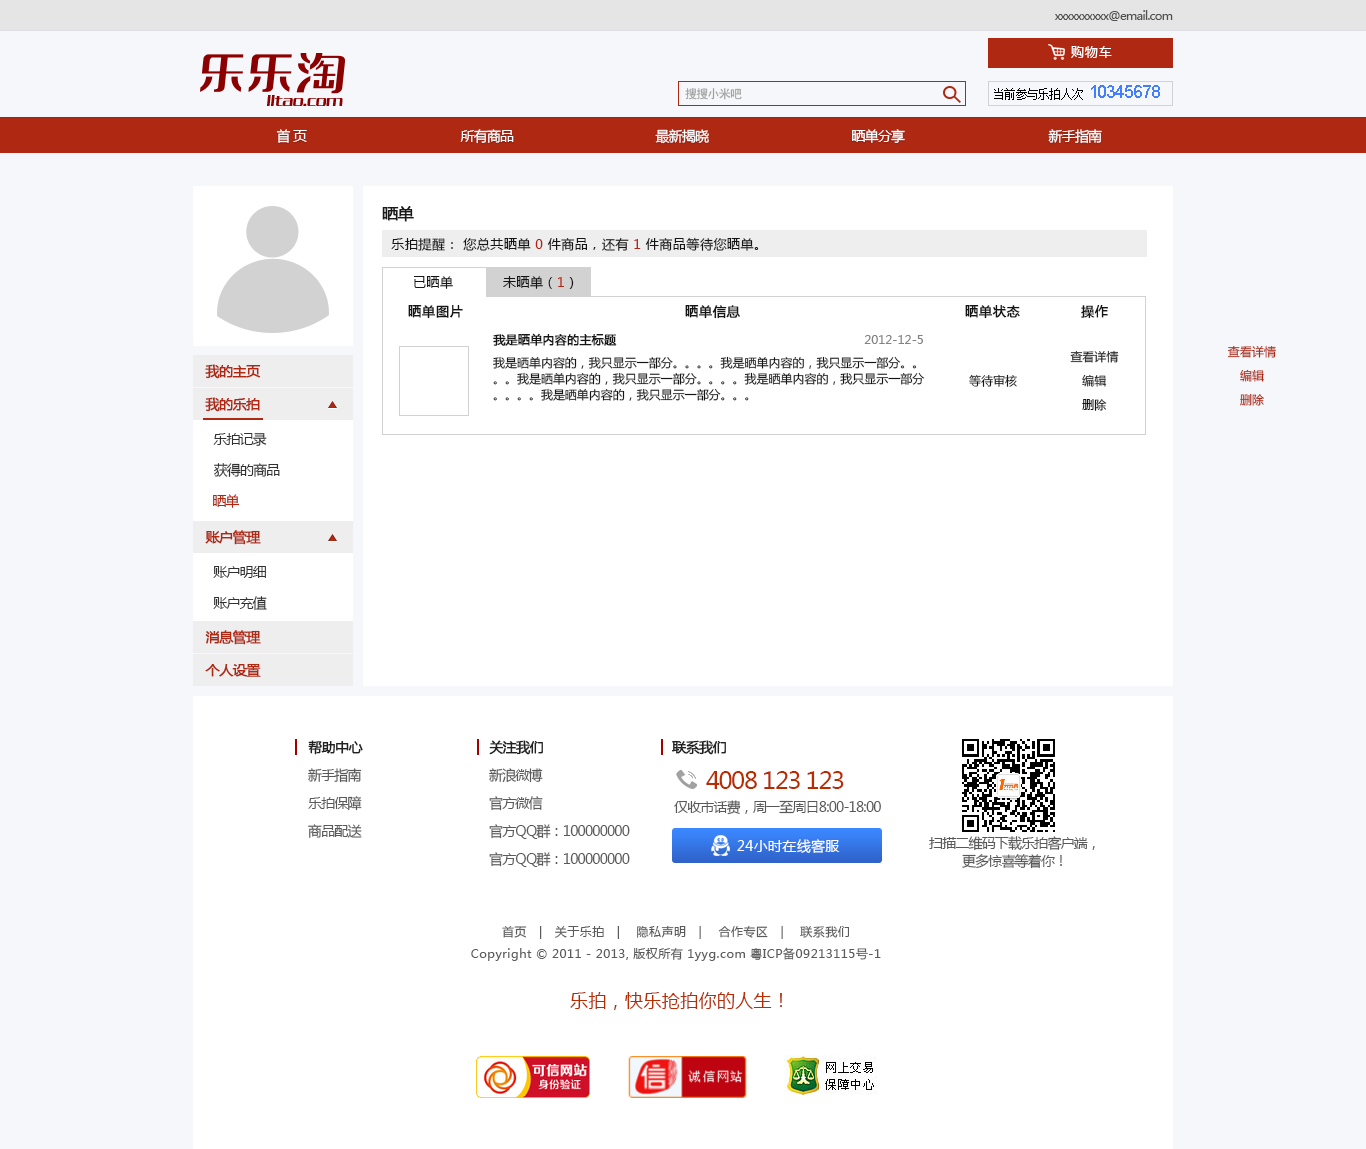 xxxxxxxxxx@email.com
乐乐淘
lltao.com
购物车
搜搜小米吧
当前参与乐拍人次 10345678
首 页
所有商品
最新揭晓
晒单分享
新手指南
我的主页
我的乐拍
乐拍记录
获得的商品
晒单
账户管理
账户明细
账户充值
消息管理
个人设置
晒单
乐拍提醒： 您总共晒单 0 件商品，还有 1 件商品等待您晒单。
已晒单
未晒单（1）
晒单图片
晒单信息
晒单状态
操作
我是晒单内容的主标题
2012-12-5
我是晒单内容的，我只显示一部分。。。。我是晒单内容的，我只显示一部分。。
。。我是晒单内容的，我只显示一部分。。。。我是晒单内容的，我只显示一部分
。。。。我是晒单内容的，我只显示一部分。。。
等待审核
查看详情
编辑
删除
查看详情
编辑
删除
帮助中心
新手指南
乐拍保障
商品配送
关注我们
新浪微博
官方微信
官方QQ群：100000000
官方QQ群：100000000
联系我们
4008 123 123
仅收市话费，周一至周日8:00-18:00
24小时在线客服
扫描二维码下载乐拍客户端，
更多惊喜等着你！
首页 | 关于乐拍 | 隐私声明 | 合作专区 | 联系我们
Copyright © 2011 - 2013, 版权所有 1yyg.com 粤ICP备09213115号-1
乐拍，快乐抢拍你的人生！
可信网站
身份验证
信
诚信网站
网上交易
保障中心